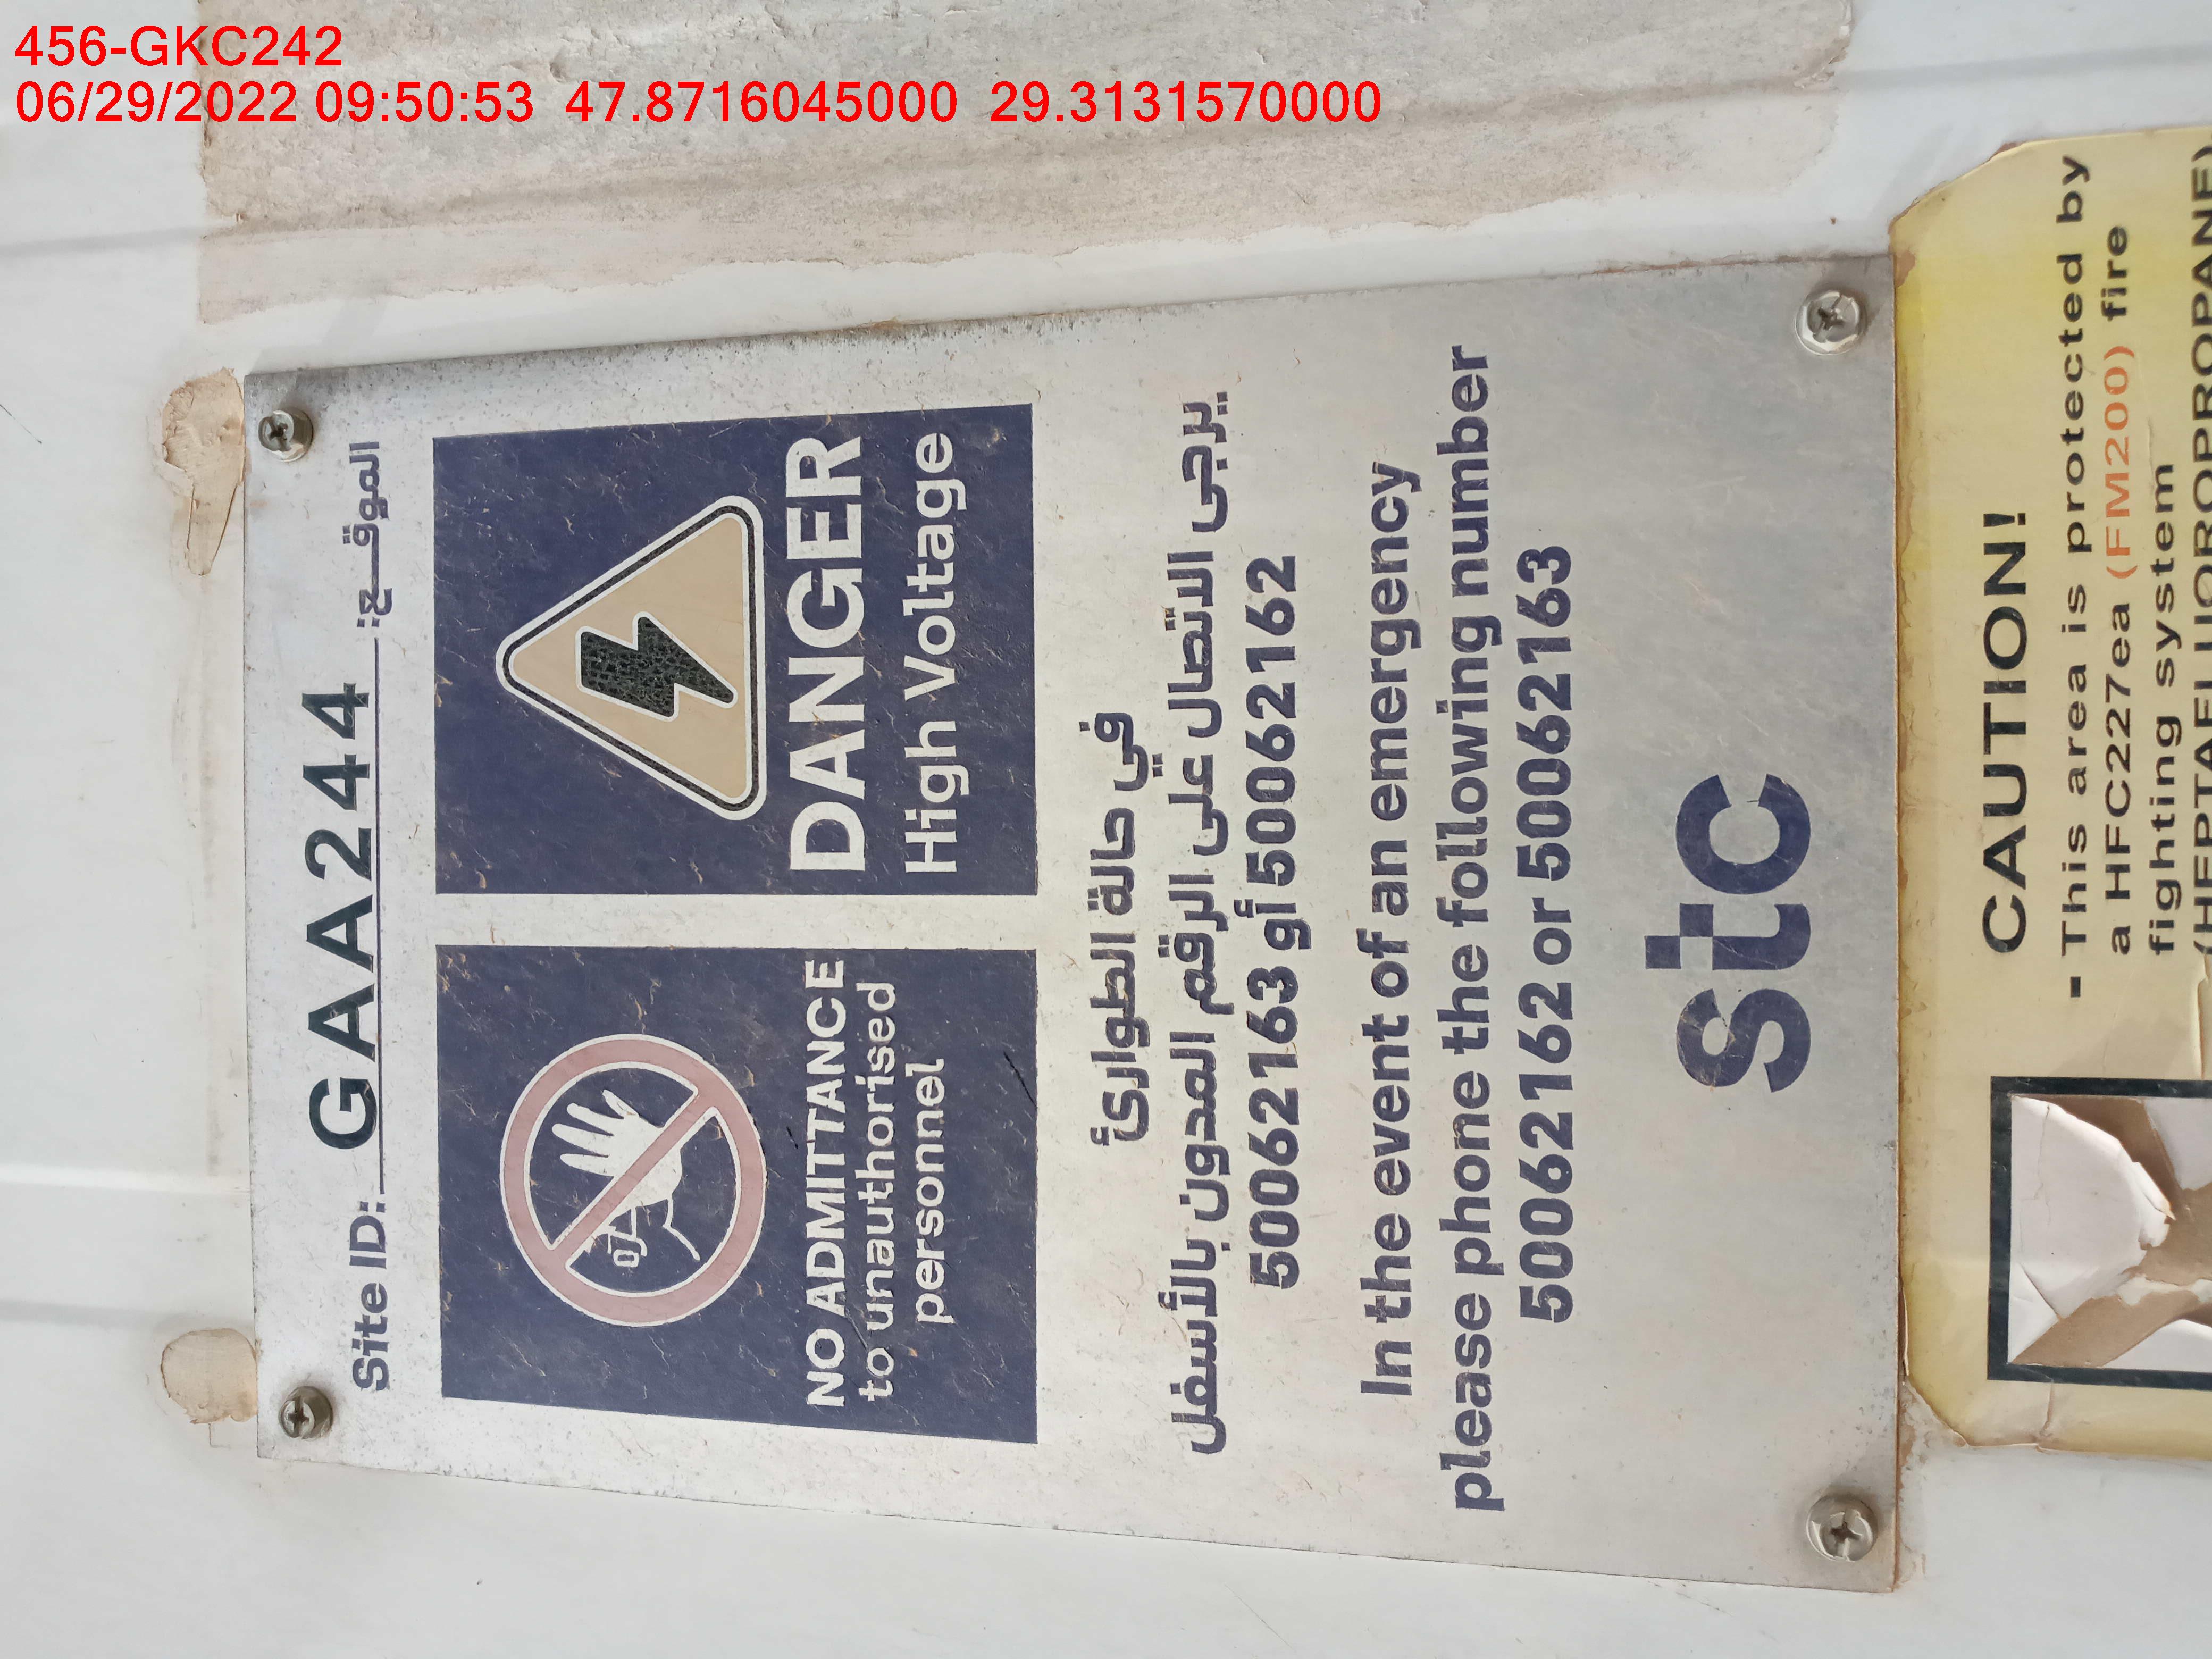 456-GKC242
06/29/2022 09:50:53 47.8716045000 29.3131570000
Site ID: GAA244 الموقـــع:
NO ADMITTANCE
to unauthorised
personnel
DANGER
High Voltage
في حالة الطوارئ
يرجى الاتصال على الرقم المدون بالأسفل
50062163 أو 50062162
In the event of an emergency
please phone the following number
50062162 or 50062163
stc
CAUTION!
- This area is protected by
a HFC227ea (FM200) fire
fighting system
(HEPTAFLUOROPROPANE)